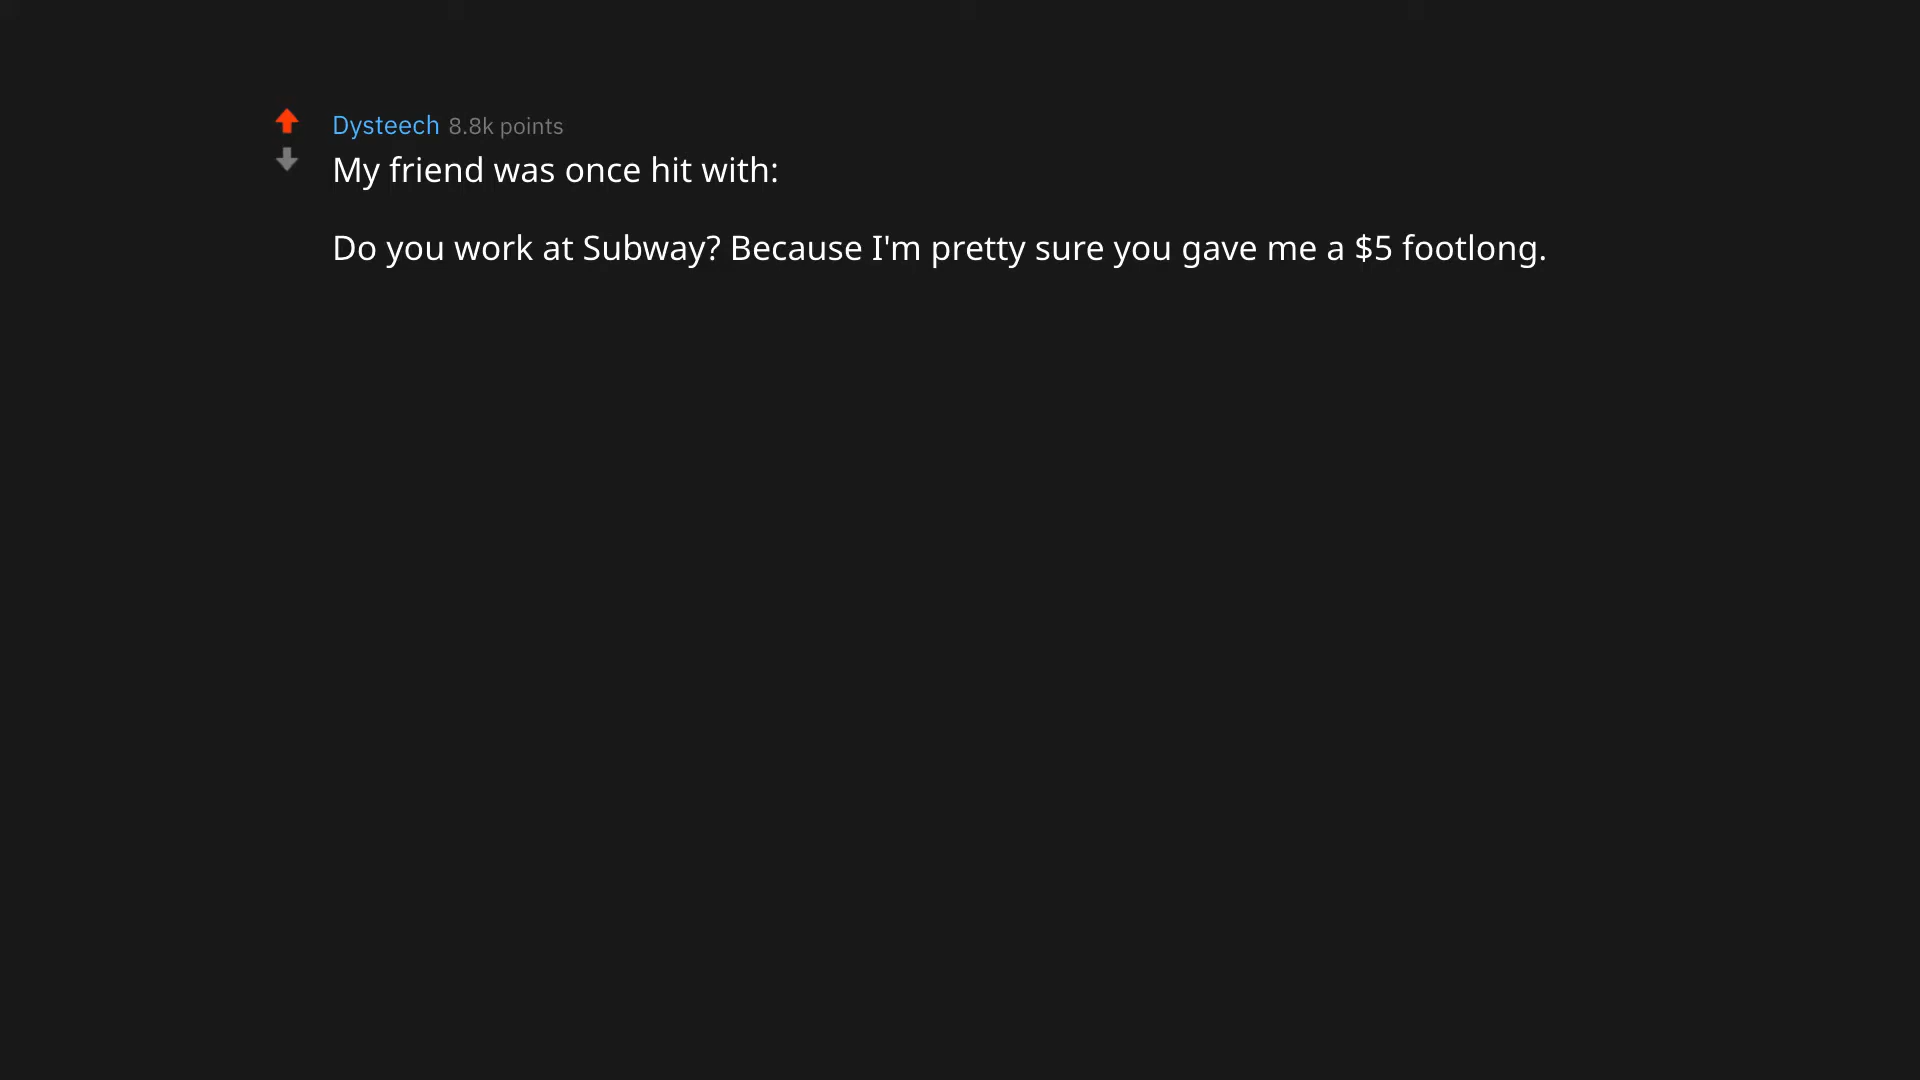 Dysteech 8.8k points
My friend was once hit with:
Do you work at Subway? Because I'm pretty sure you gave me a $5 footlong.